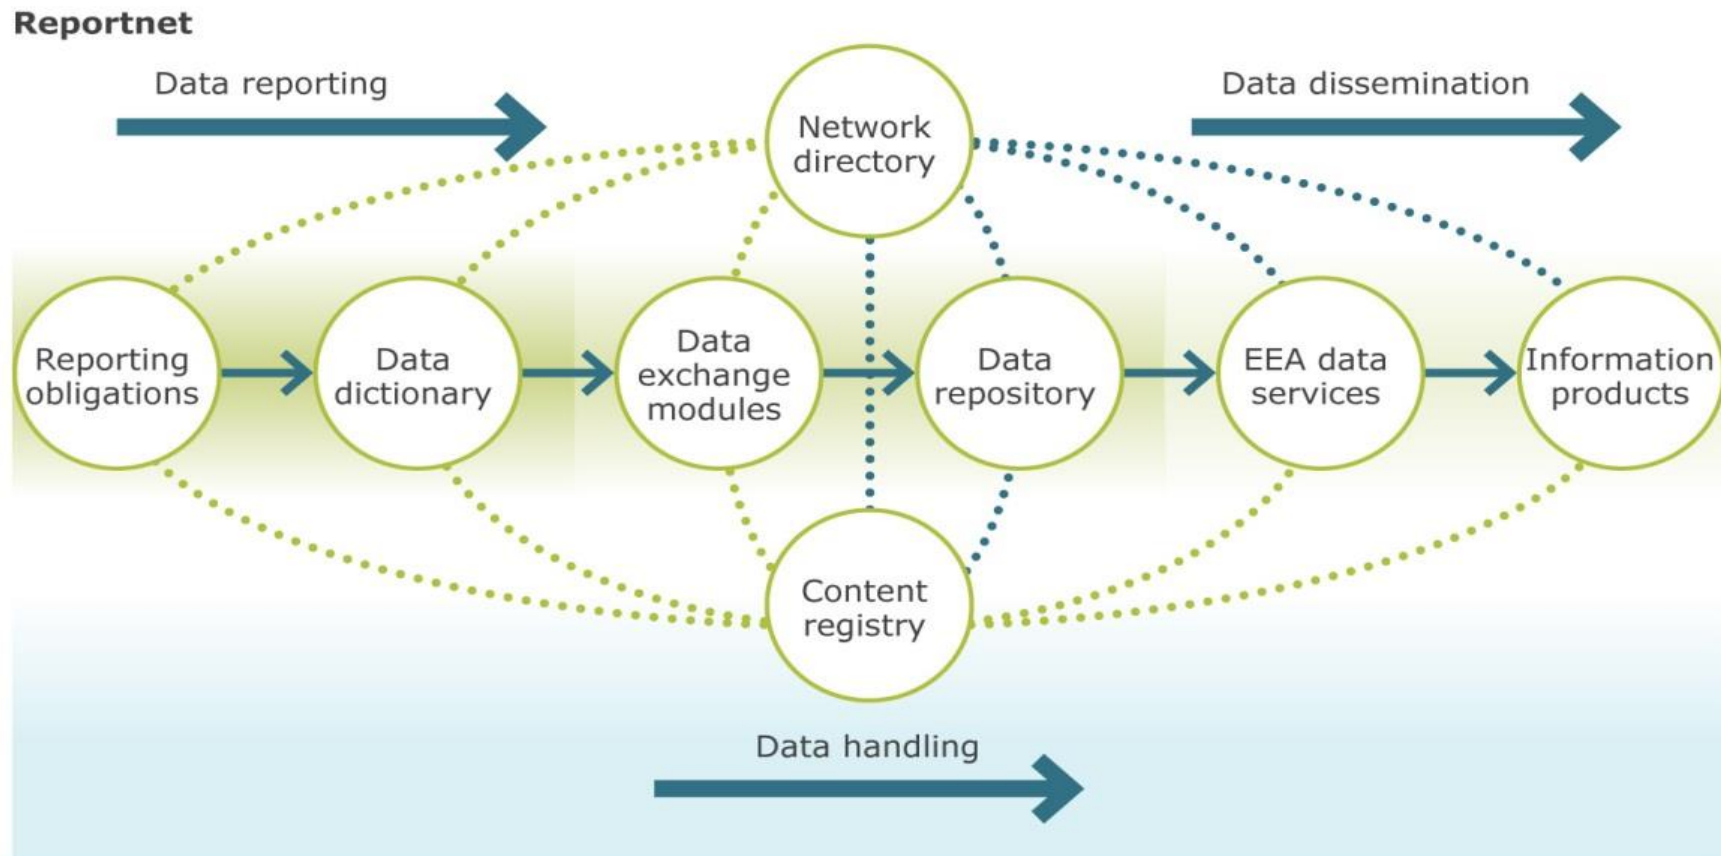 Reportnet
Data reporting
Data dissemination
Network
directory
Reporting
obligations
Data
dictionary
Data
exchange
modules
Data
repository
EEA data
services
Information
products
Content
registry
Data handling